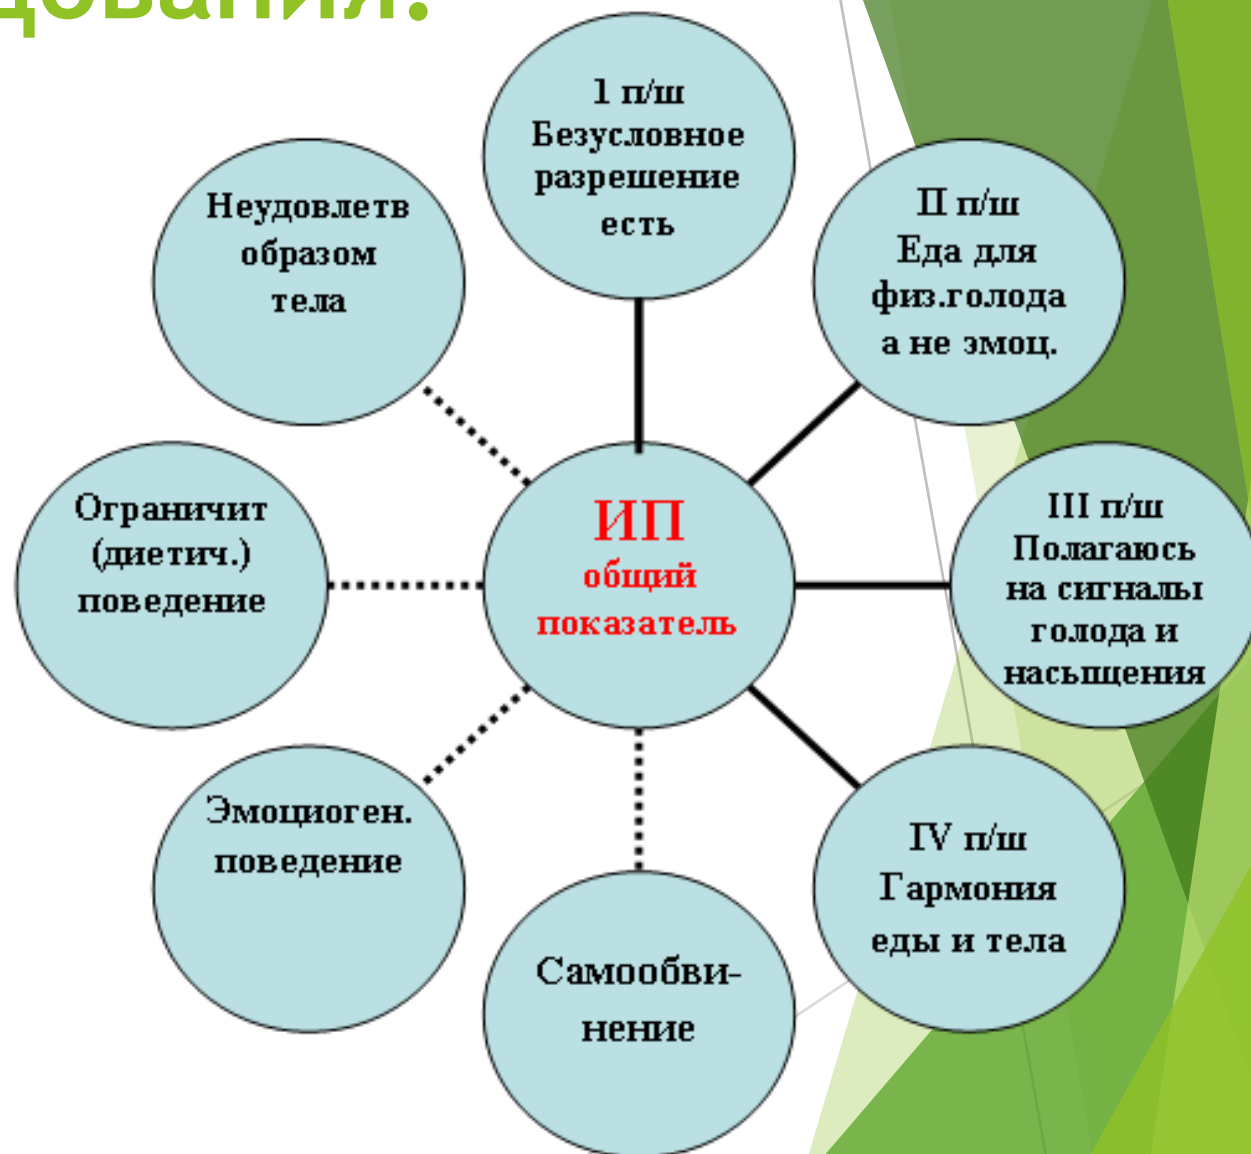 дования.
1 п/ш
Безусловное
разрешение
есть
II п/ш
Еда для
физ.голода
а не эмоц.
III п/ш
Полагаюсь
на сигналы
голода и
насыщения
IV п/ш
Гармония
еды и тела
Самообви-
нение
Эмоциоген.
поведение
Ограничит
(диетич.)
поведение
Неудовлетв
образом
тела
ИП
общий
показатель